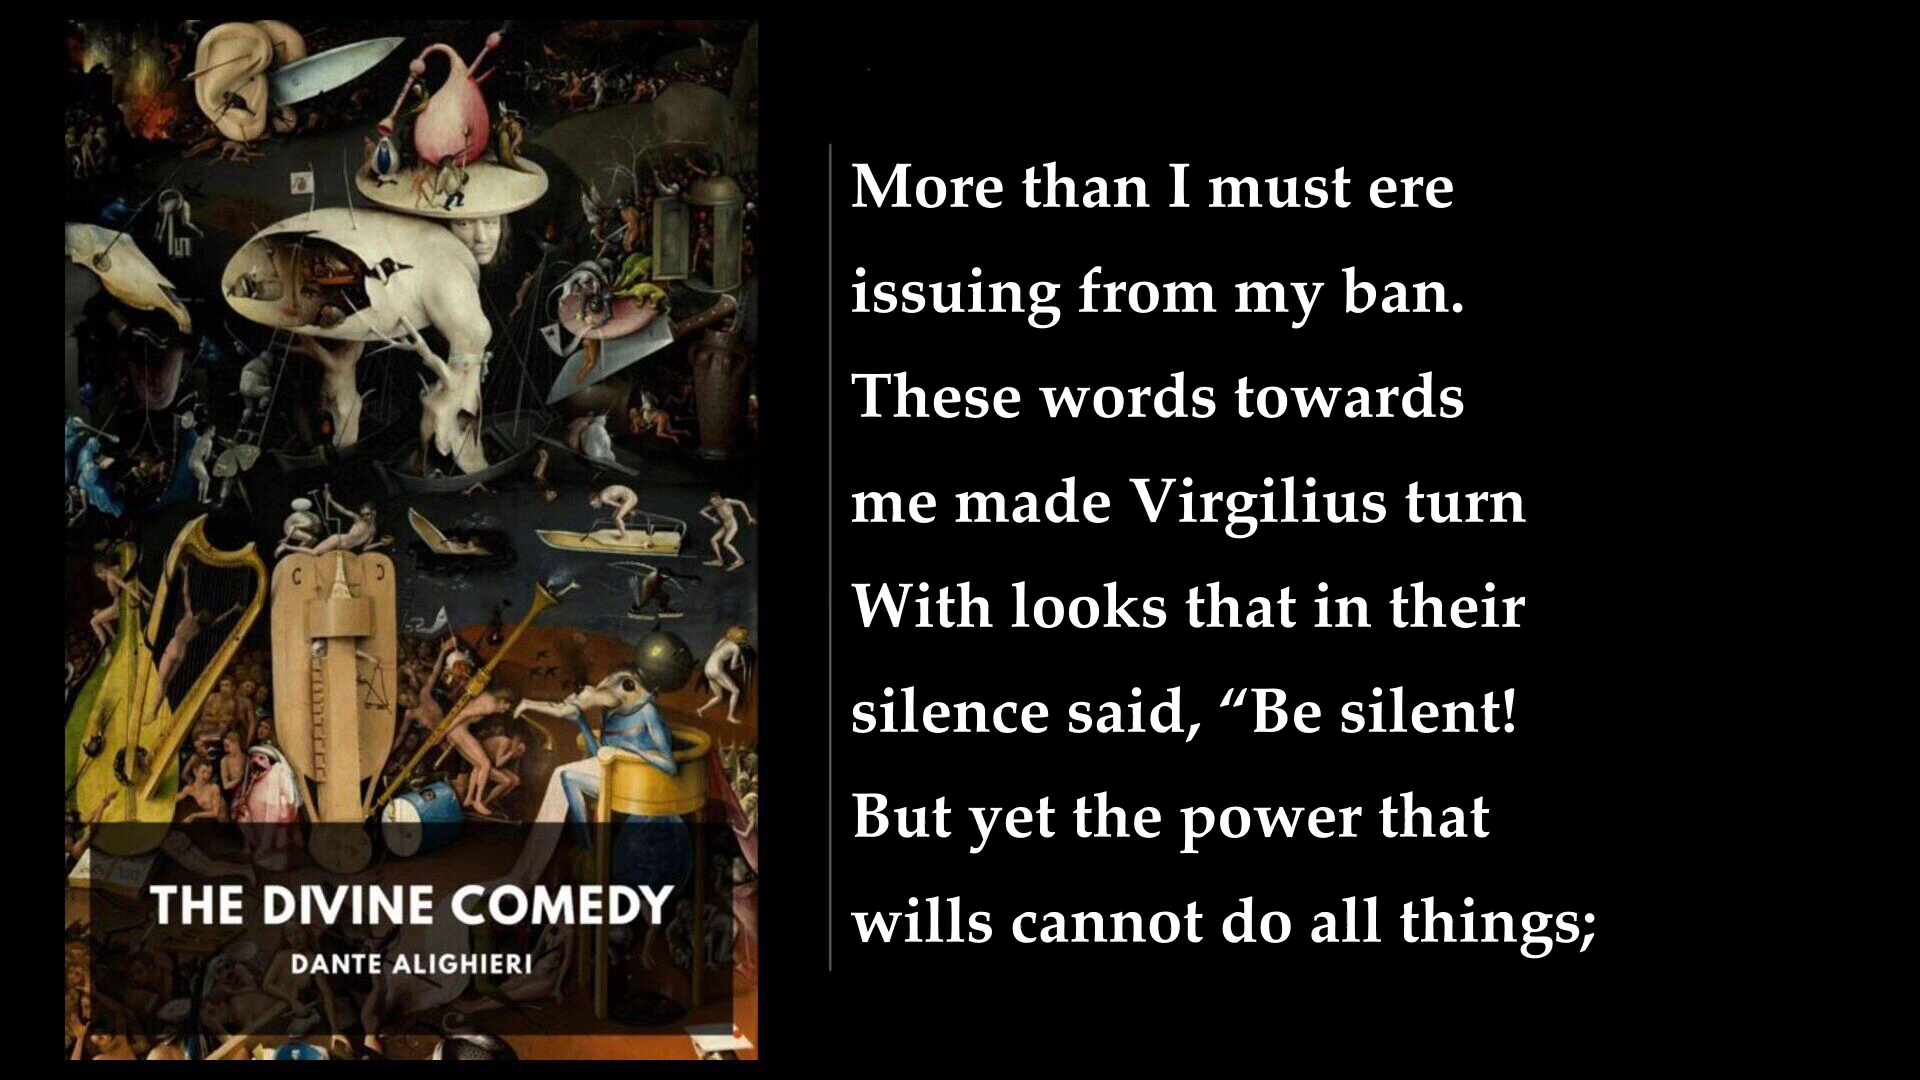 THE DIVINE COMEDY
DANTE ALIGHIERI
More than I must ere
issuing from my ban.
These words towards
me made Virgilius turn
With looks that in their
silence said, “Be silent!
But yet the power that
wills cannot do all things;